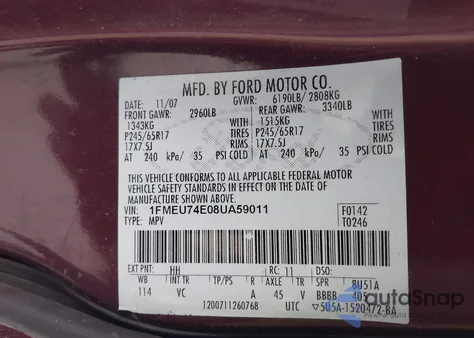 MFD. BY FORD MOTOR CO.
DATE: 11/07 GVWR: 6190LB/ 2808KG
FRONT GAWR: 2960LB REAR GAWR: 3340LB
1343KG WITH 1515KG WITH
P245/65R17 TIRES P245/65R17 TIRES
17X7.5J RIMS 17X7.5J RIMS
AT 240 kPa/ 35 PSI COLD AT 240 kPa/ 35 PSI COLD
THIS VEHICLE CONFORMS TO ALL APPLICABLE FEDERAL MOTOR
VEHICLE SAFETY STANDARDS IN EFFECT ON THE DATE OF
MANUFACTURE SHOWN ABOVE.
VIN: 1FMEU74E08UA59011 F0142
TYPE: MPV T0246
EXT PNT: HH RC: 11 DSO:
WB TP/PS R AXLE TR SPR 8U51A
114 VC A 45 V BBBB 405
1200711260768 UTC ▽5U5A-1520472-BA
autoSnap